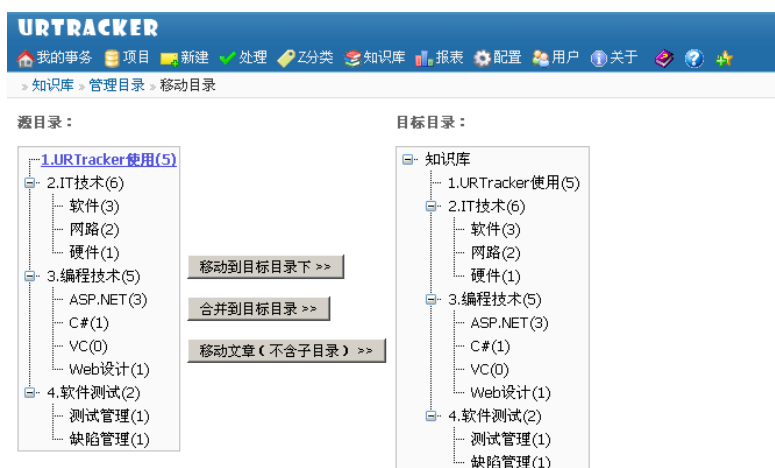 URTRACKER
我的事务 项目 新建 处理 Z分类 知识库 报表 配置 用户 关于
» 知识库 » 管理目录 » 移动目录
源目录：
1.URTracker使用(5)
2.IT技术(6)
软件(3)
网路(2)
硬件(1)
3.编程技术(5)
ASP.NET(3)
C#(1)
VC(0)
Web设计(1)
4.软件测试(2)
测试管理(1)
缺陷管理(1)
移动到目标目录下 >>
合并到目标目录 >>
移动文章（不含子目录） >>
目标目录：
知识库
1.URTracker使用(5)
2.IT技术(6)
软件(3)
网路(2)
硬件(1)
3.编程技术(5)
ASP.NET(3)
C#(1)
VC(0)
Web设计(1)
4.软件测试(2)
测试管理(1)
缺陷管理(1)